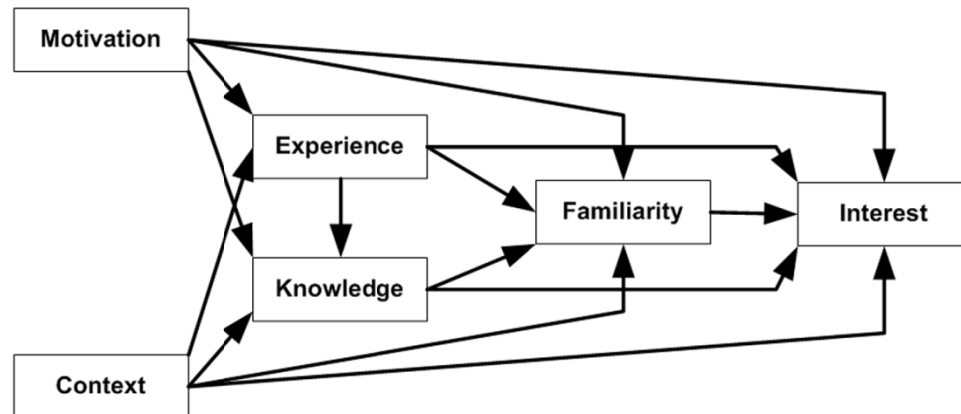 Motivation
Experience
Familiarity
Interest
Knowledge
Context